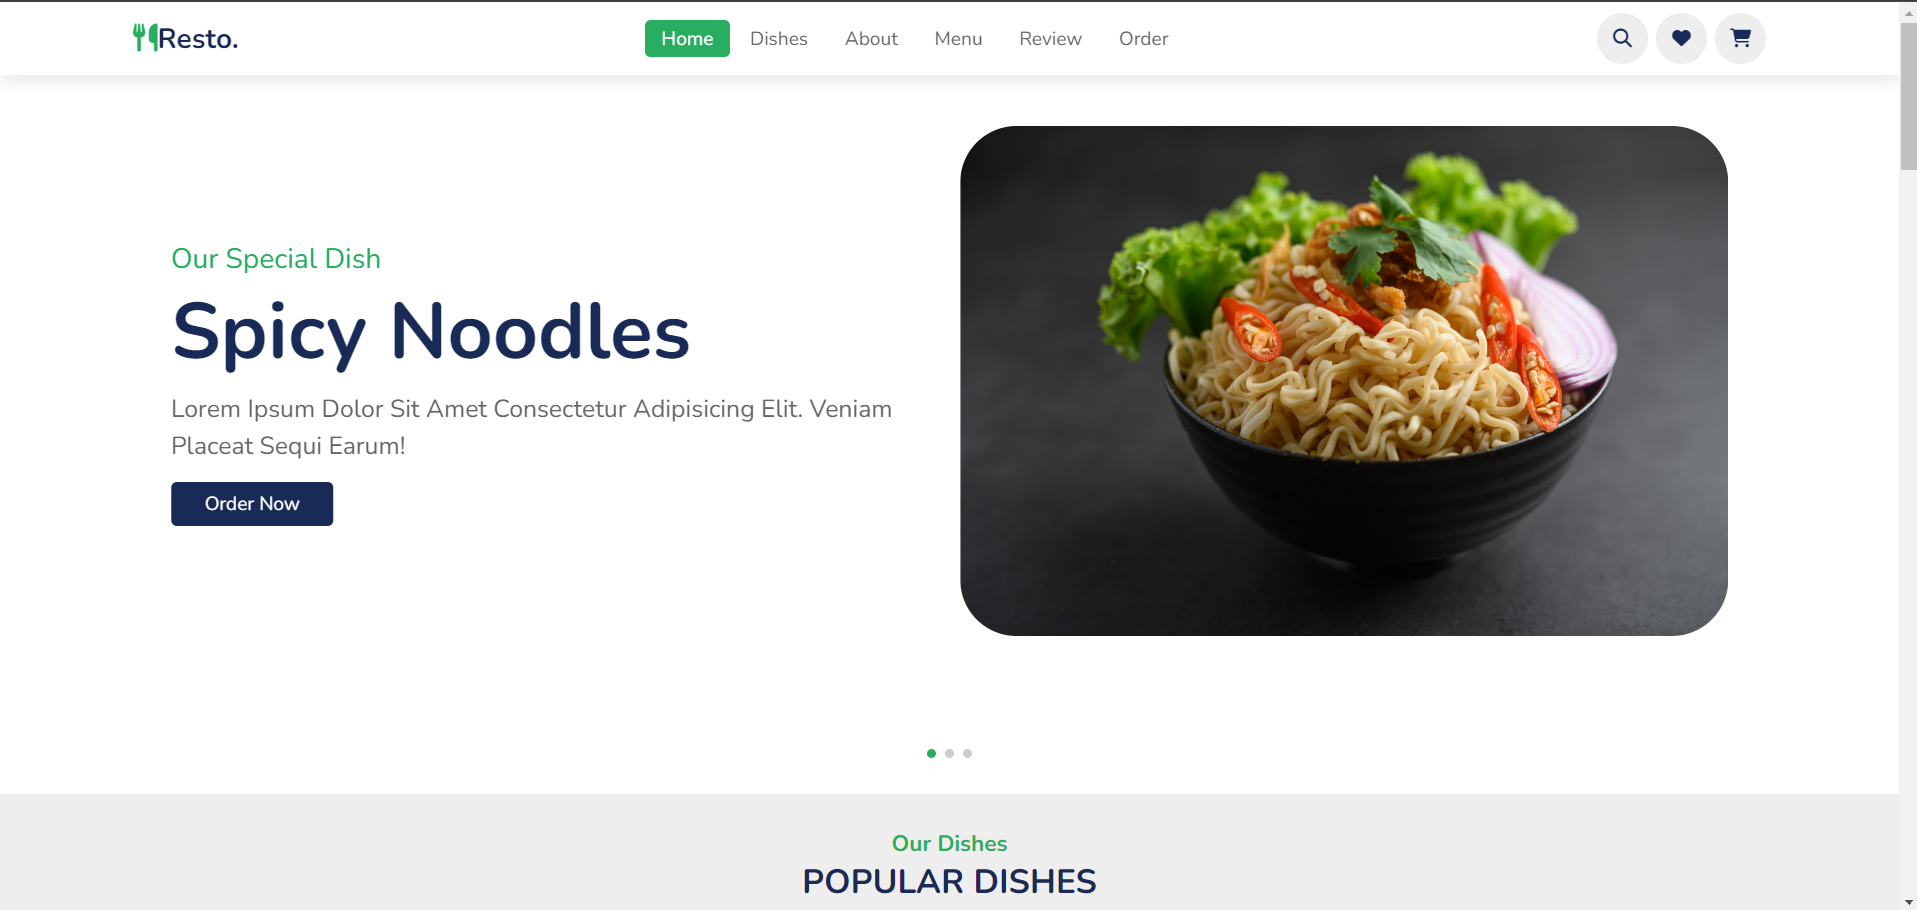 Resto.
Home Dishes About Menu Review Order
Our Special Dish
Spicy Noodles
Lorem Ipsum Dolor Sit Amet Consectetur Adipisicing Elit. Veniam
Placeat Sequi Earum!
Order Now
Our Dishes
POPULAR DISHES